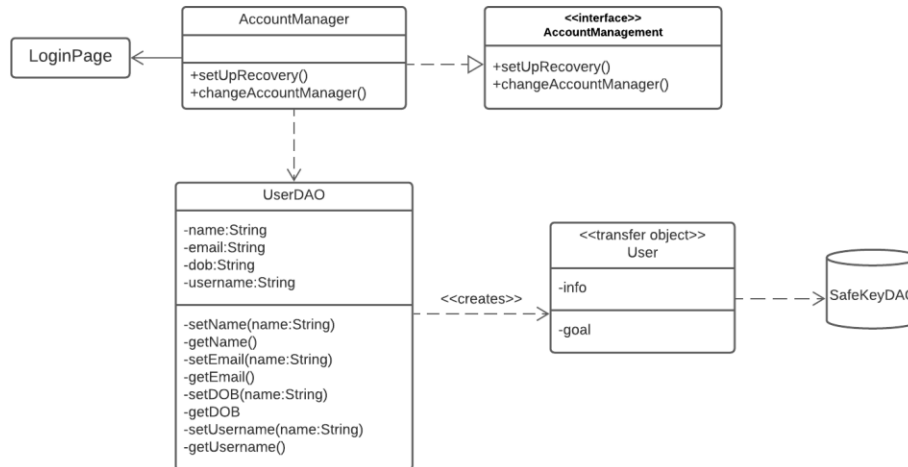 AccountManager
+setUpRecovery()
+changeAccountManager()
LoginPage
<<interface>>
AccountManagement
+setUpRecovery()
+changeAccountManager()
UserDAO
-name:String
-email:String
-dob:String
-username:String
-setName(name:String)
-getName()
-setEmail(name:String)
-getEmail()
-setDOB(name:String)
-getDOB
-setUsername(name:String)
-getUsername()
<<creates>>
<<transfer object>>
User
-info
-goal
SafeKeyDAO